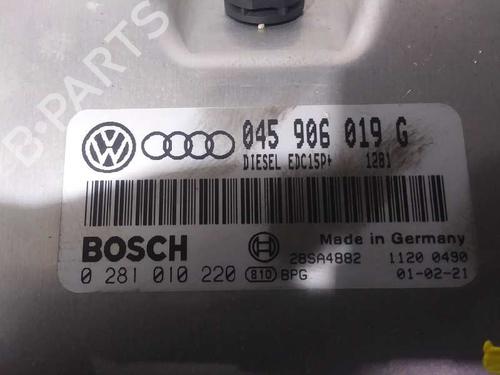 B-PARTS
045 906 019 G
DIESEL EDC15P+ 1281
BOSCH
Made in Germany
28SA4882 1120 0490
0 281 010 220 810 BPG 01-02-21